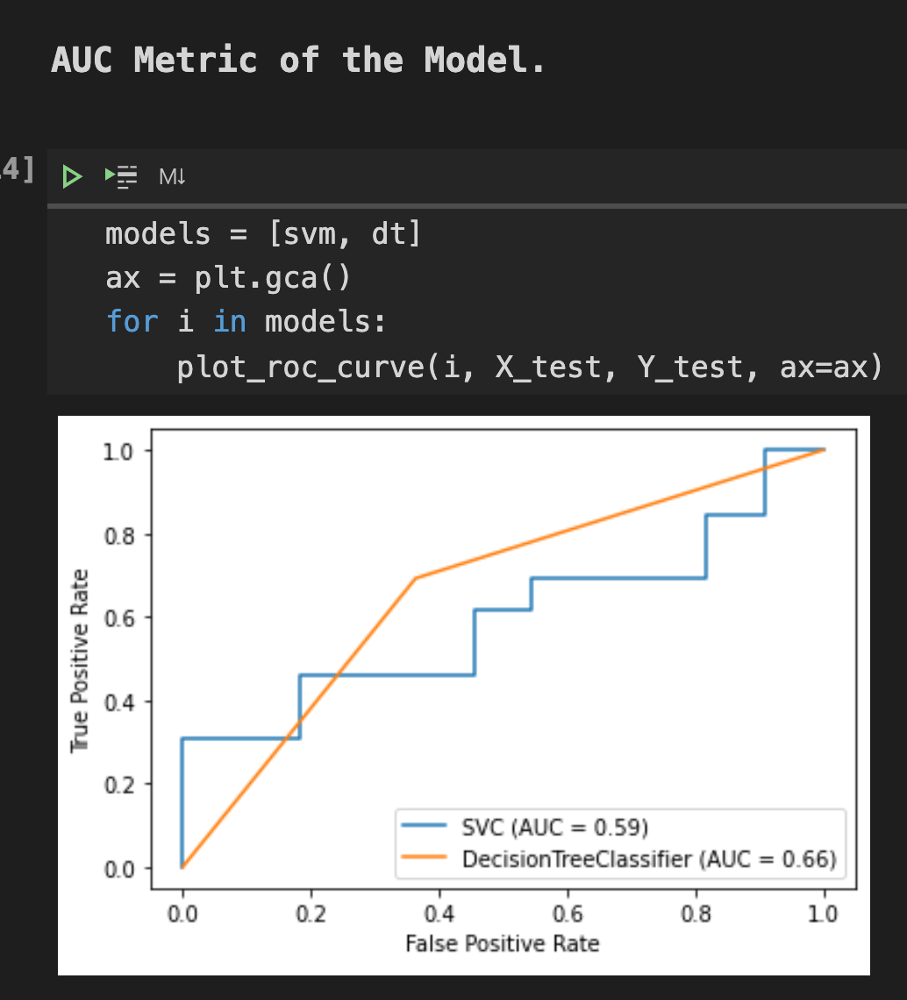 AUC Metric of the Model.
4]
M↓
models = [svm, dt]
ax = plt.gca()
for i in models:
    plot_roc_curve(i, X_test, Y_test, ax=ax)
1.0
0.8
0.6
0.4
0.2
0.0
True Positive Rate
SVC (AUC = 0.59)
DecisionTreeClassifier (AUC = 0.66)
0.0 0.2 0.4 0.6 0.8 1.0
False Positive Rate